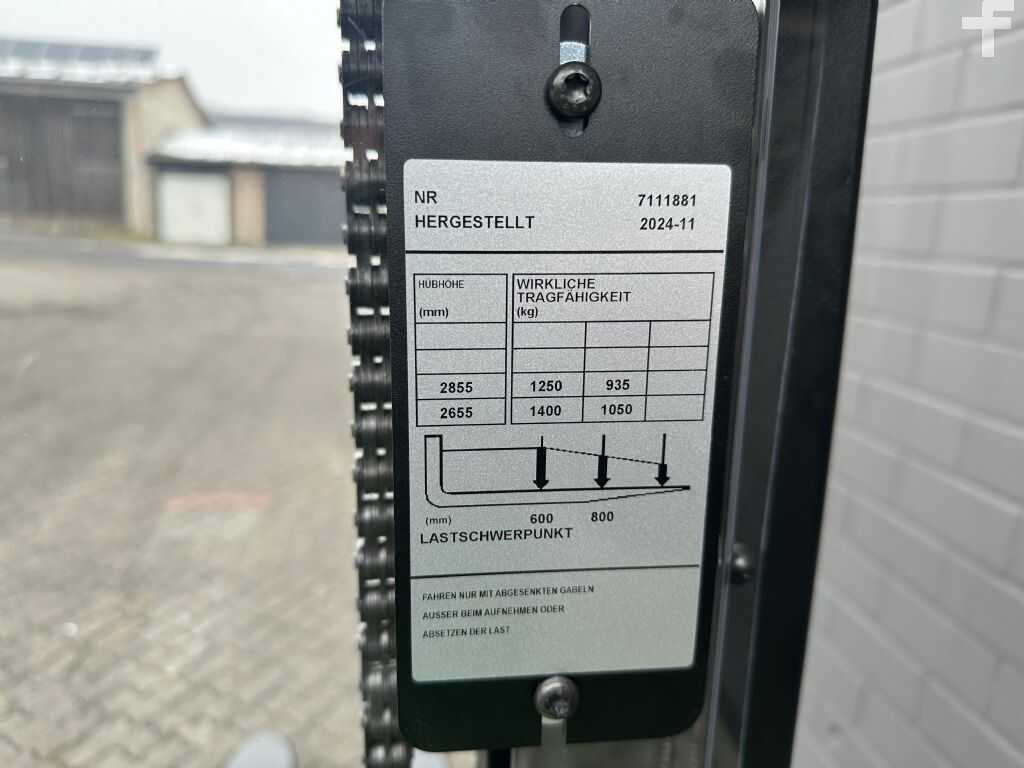 NR 7111881
HERGESTELLT 2024-11
HUBHÖHE
(mm)
WIRKLICHE
TRAGFÄHIGKEIT
(kg)
2855 1250 935
2655 1400 1050
(mm) 600 800
LASTSCHWERPUNKT
FAHREN NUR MIT ABGESENKTEN GABELN
AUSSER BEIM AUFNEHMEN ODER
ABSETZEN DER LAST
f